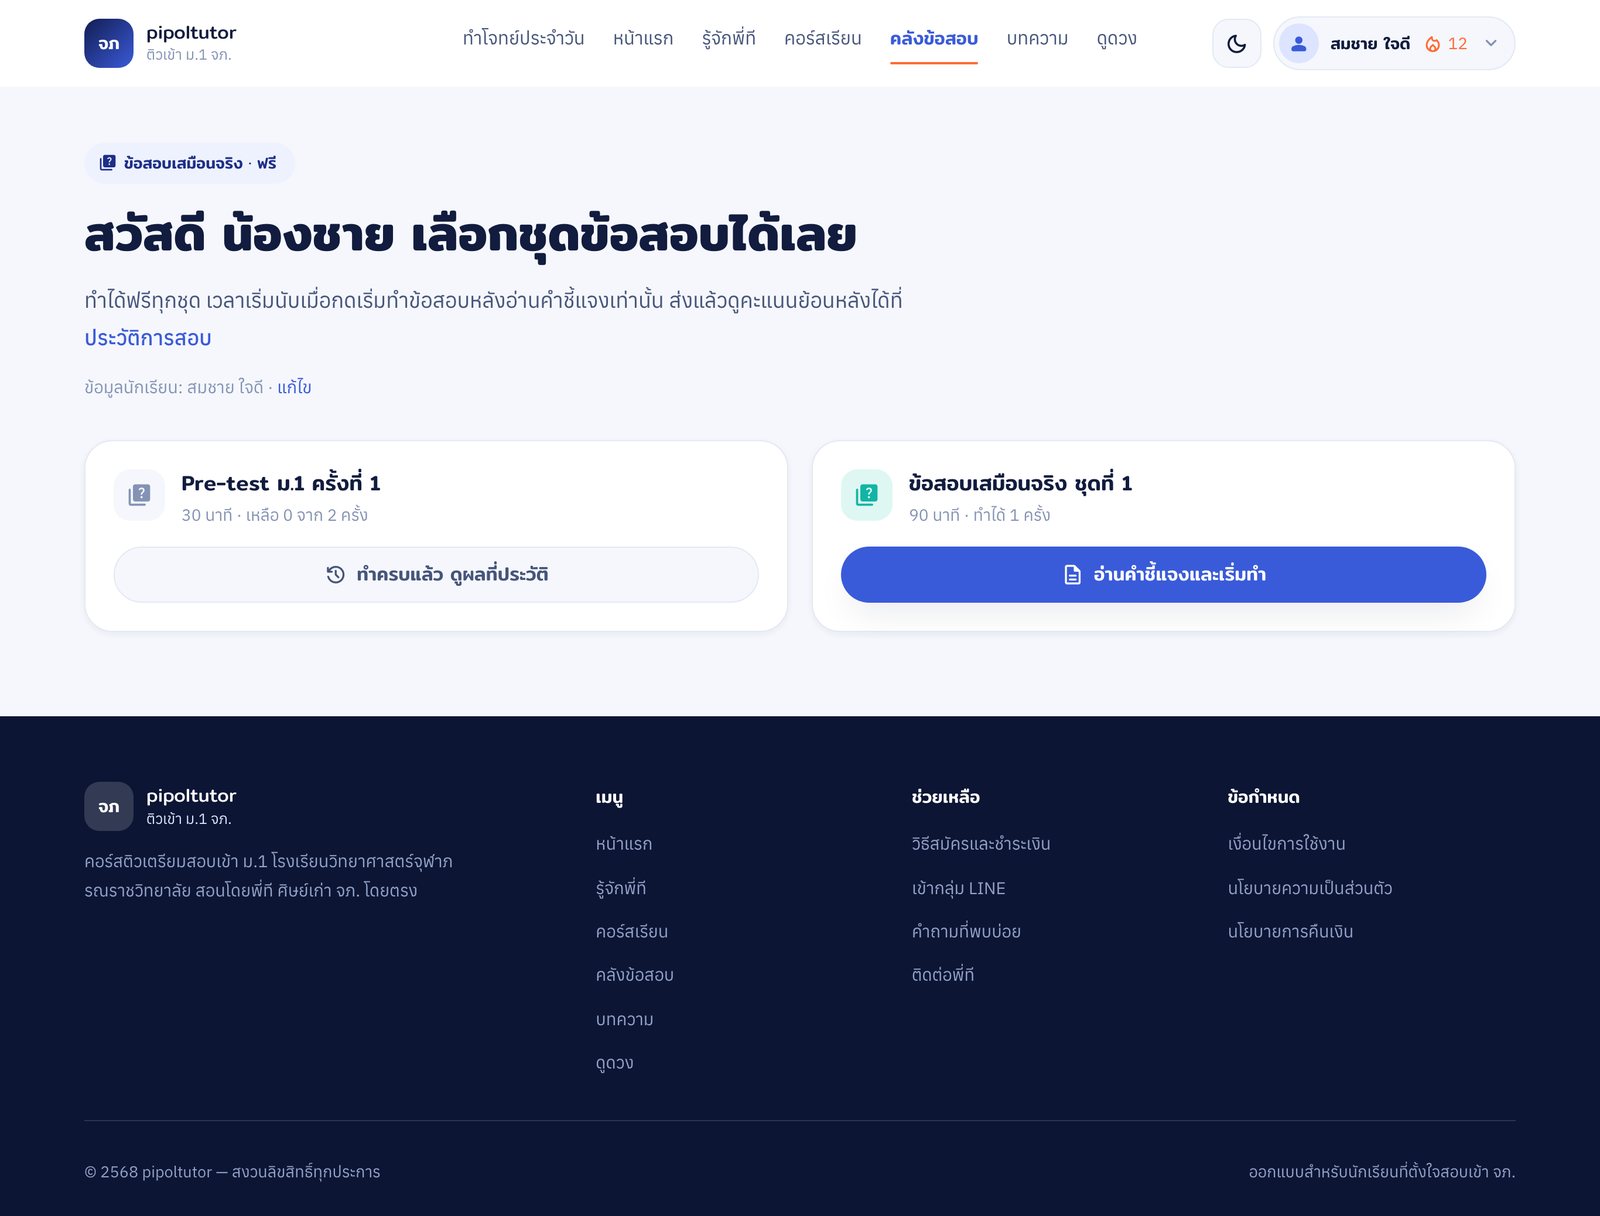 จภ
pipoltutor
ติวเข้า ม.1 จภ.
ทำโจทย์ประจำวัน
หน้าแรก
รู้จักพี่ที
คอร์สเรียน
คลังข้อสอบ
บทความ
ดูดวง
สมชาย ใจดี 12
ข้อสอบเสมือนจริง · ฟรี
สวัสดี น้องชาย เลือกชุดข้อสอบได้เลย
ทำได้ฟรีทุกชุด เวลาเริ่มนับเมื่อกดเริ่มทำข้อสอบหลังอ่านคำชี้แจงเท่านั้น ส่งแล้วดูคะแนนย้อนหลังได้ที่
ประวัติการสอบ
ข้อมูลนักเรียน: สมชาย ใจดี · แก้ไข
Pre-test ม.1 ครั้งที่ 1
30 นาที · เหลือ 0 จาก 2 ครั้ง
ทำครบแล้ว ดูผลที่ประวัติ
ข้อสอบเสมือนจริง ชุดที่ 1
90 นาที · ทำได้ 1 ครั้ง
อ่านคำชี้แจงและเริ่มทำ
จภ
pipoltutor
ติวเข้า ม.1 จภ.
คอร์สติวเตรียมสอบเข้า ม.1 โรงเรียนวิทยาศาสตร์จุฬาภ
รณราชวิทยาลัย สอนโดยพี่ที ศิษย์เก่า จภ. โดยตรง
เมนู
หน้าแรก
รู้จักพี่ที
คอร์สเรียน
คลังข้อสอบ
บทความ
ดูดวง
ช่วยเหลือ
วิธีสมัครและชำระเงิน
เข้ากลุ่ม LINE
คำถามที่พบบ่อย
ติดต่อพี่ที
ข้อกำหนด
เงื่อนไขการใช้งาน
นโยบายความเป็นส่วนตัว
นโยบายการคืนเงิน
© 2568 pipoltutor — สงวนลิขสิทธิ์ทุกประการ
ออกแบบสำหรับนักเรียนที่ตั้งใจสอบเข้า จภ.